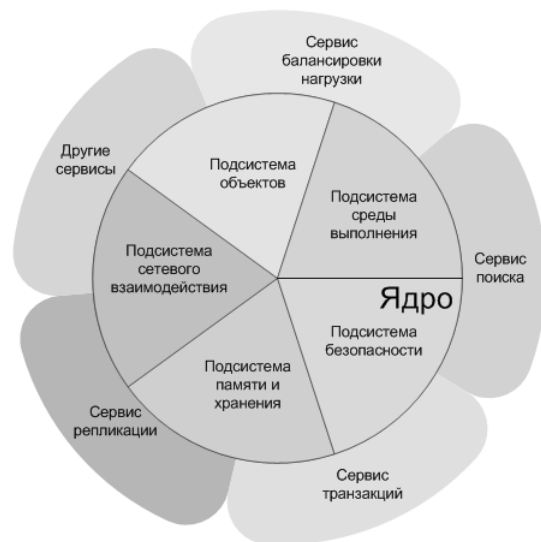 Сервис
балансировки
нагрузки
Другие
сервисы
Подсистема
объектов
Подсистема
среды
выполнения
Подсистема
сетевого
взаимодействия
Сервис
поиска
Ядро
Подсистема
безопасности
Подсистема
памяти и
хранения
Сервис
репликации
Сервис
транзакций